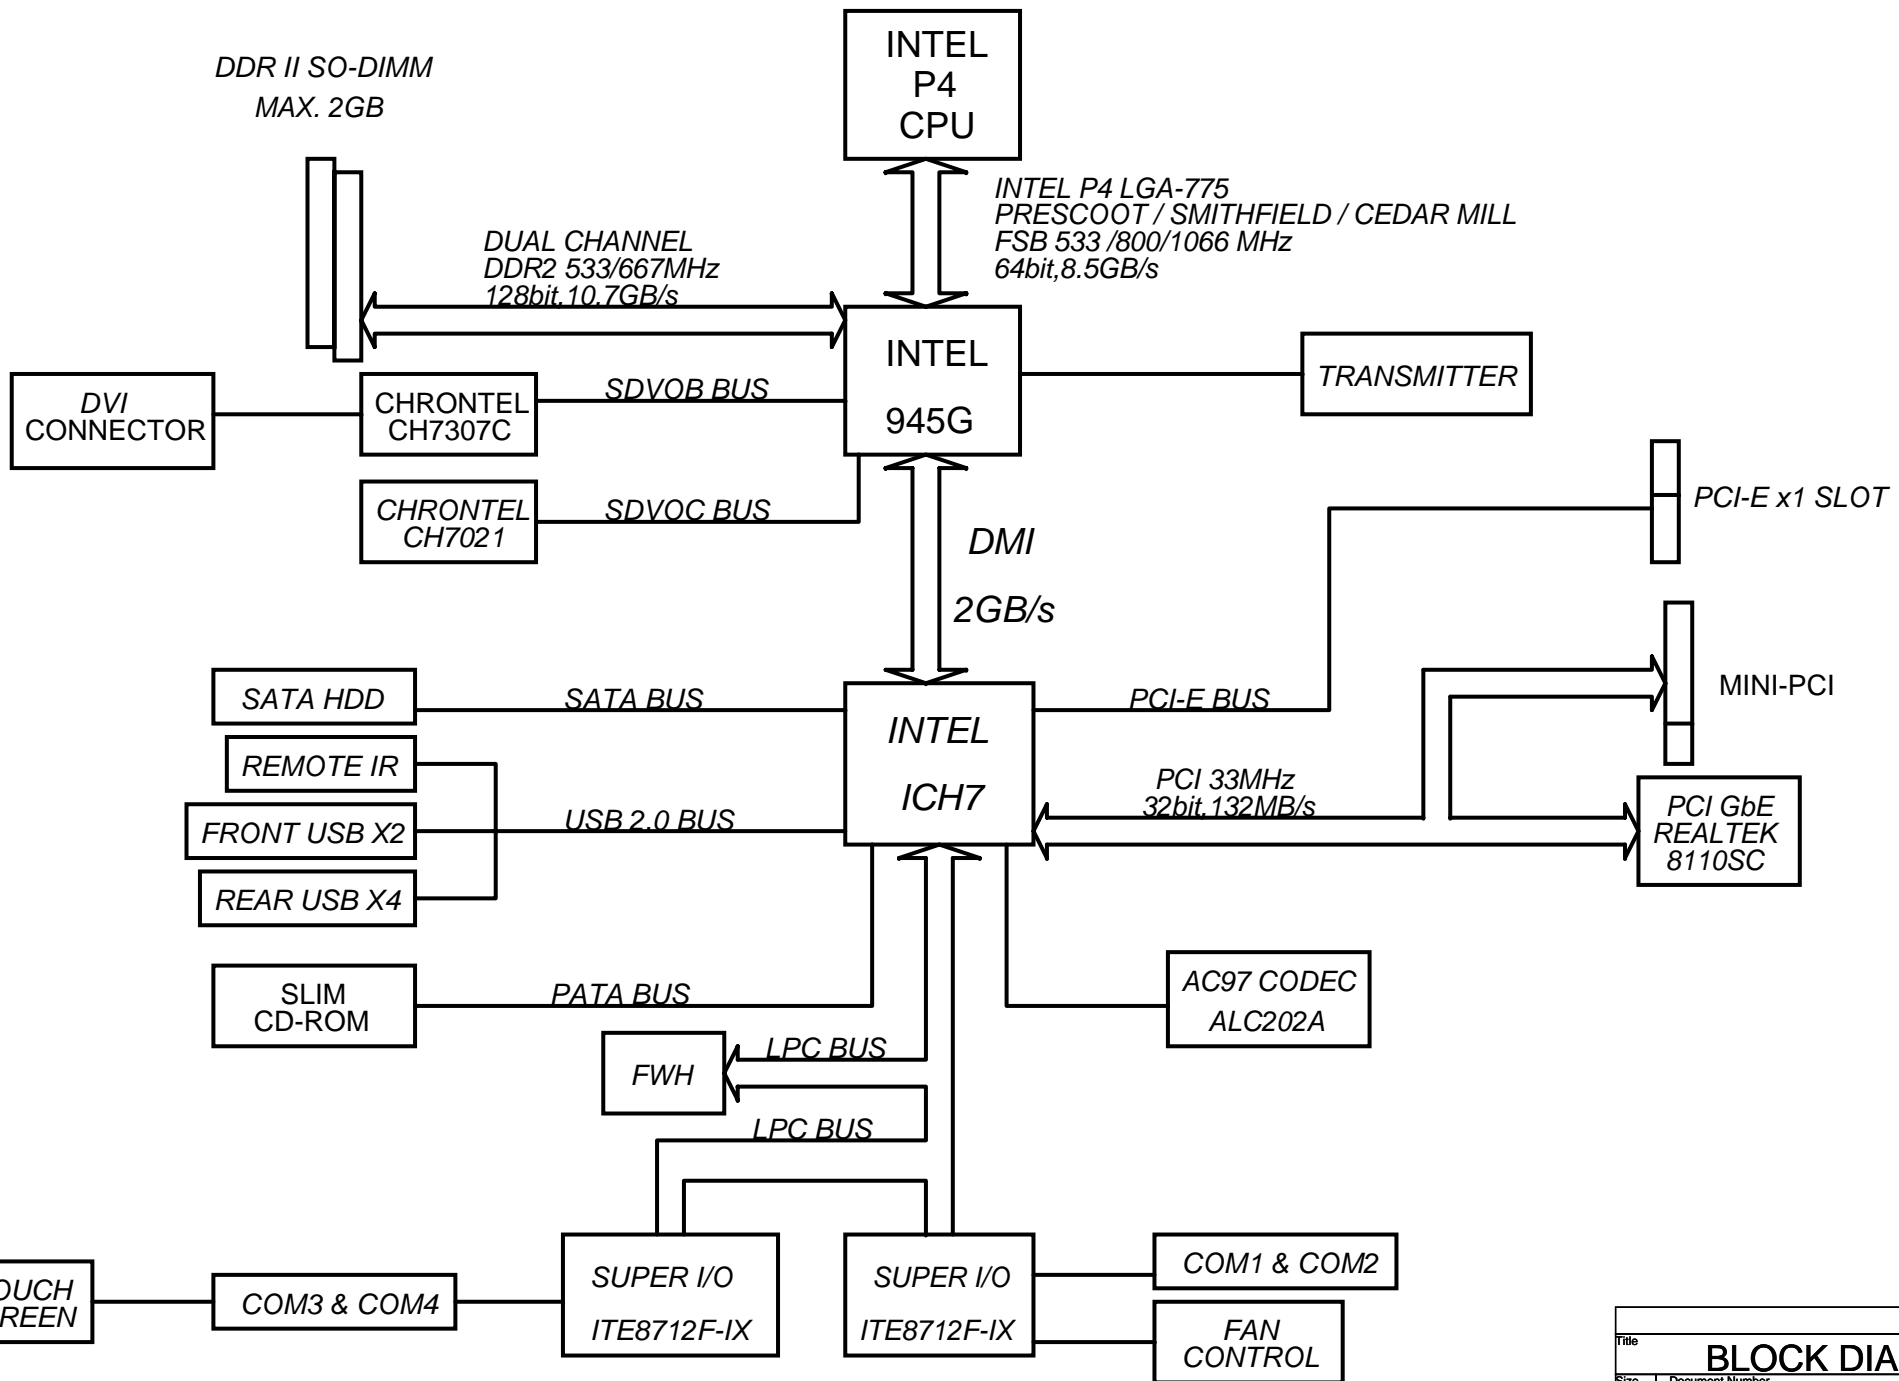 DDR II SO-DIMM
MAX. 2GB
INTEL
P4
CPU
INTEL P4 LGA-775
PRESCOOT / SMITHFIELD / CEDAR MILL
FSB 533 /800/1066 MHz
64bit,8.5GB/s
DUAL CHANNEL
DDR2 533/667MHz
128bit,10.7GB/s
INTEL
945G
TRANSMITTER
DVI
CONNECTOR
CHRONTEL
CH7307C
SDVOB BUS
CHRONTEL
CH7021
SDVOC BUS
DMI
2GB/s
PCI-E x1 SLOT
SATA HDD
SATA BUS
INTEL
ICH7
PCI-E BUS
MINI-PCI
REMOTE IR
FRONT USB X2
USB 2.0 BUS
REAR USB X4
PCI 33MHz
32bit,132MB/s
PCI GbE
REALTEK
8110SC
SLIM
CD-ROM
PATA BUS
AC97 CODEC
ALC202A
FWH
LPC BUS
LPC BUS
OUCH
REEN
COM3 & COM4
SUPER I/O
ITE8712F-IX
SUPER I/O
ITE8712F-IX
COM1 & COM2
FAN
CONTROL
Title
BLOCK DIA
Size
Document Number